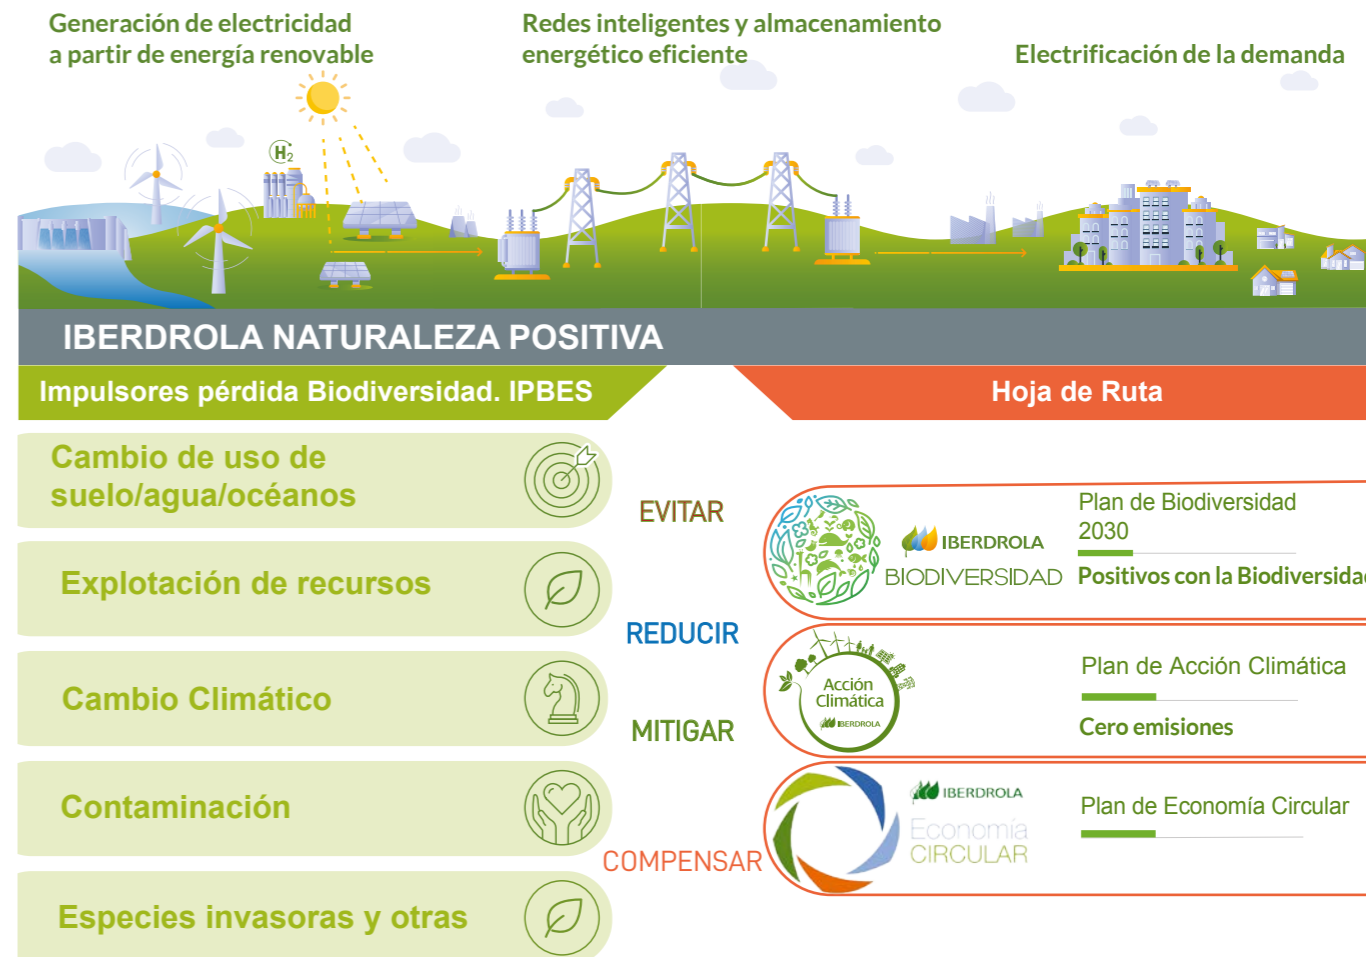 Generación de electricidad
a partir de energía renovable
Redes inteligentes y almacenamiento
energético eficiente
Electrificación de la demanda
H2
IBERDROLA NATURALEZA POSITIVA
Impulsores pérdida Biodiversidad. IPBES
Hoja de Ruta
Cambio de uso de
suelo/agua/océanos
Explotación de recursos
Cambio Climático
Contaminación
Especies invasoras y otras
EVITAR
REDUCIR
MITIGAR
COMPENSAR
IBERDROLA
BIODIVERSIDAD
Plan de Biodiversidad
2030
Positivos con la Biodiversidad
Acción
Climática
IBERDROLA
Plan de Acción Climática
Cero emisiones
IBERDROLA
Economía
CIRCULAR
Plan de Economía Circular